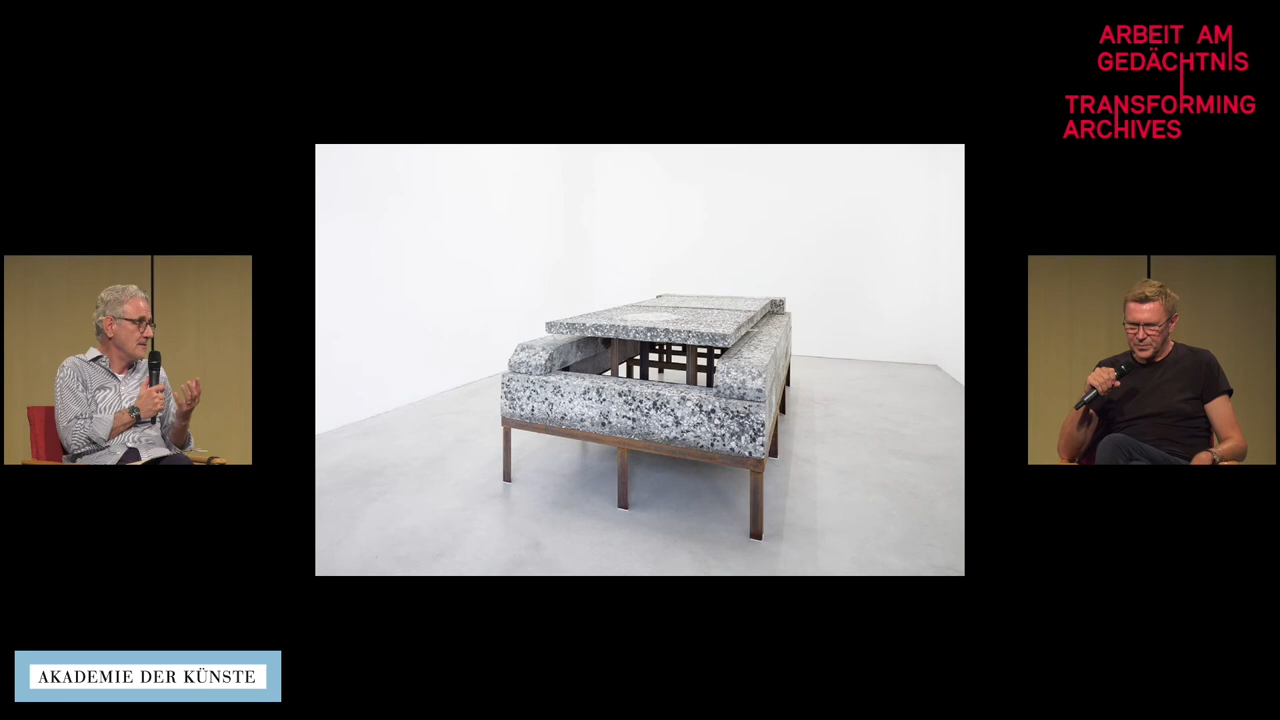 ARBEIT AM
GEDÄCHTNIS
TRANSFORMING
ARCHIVES
AKADEMIE DER KÜNSTE